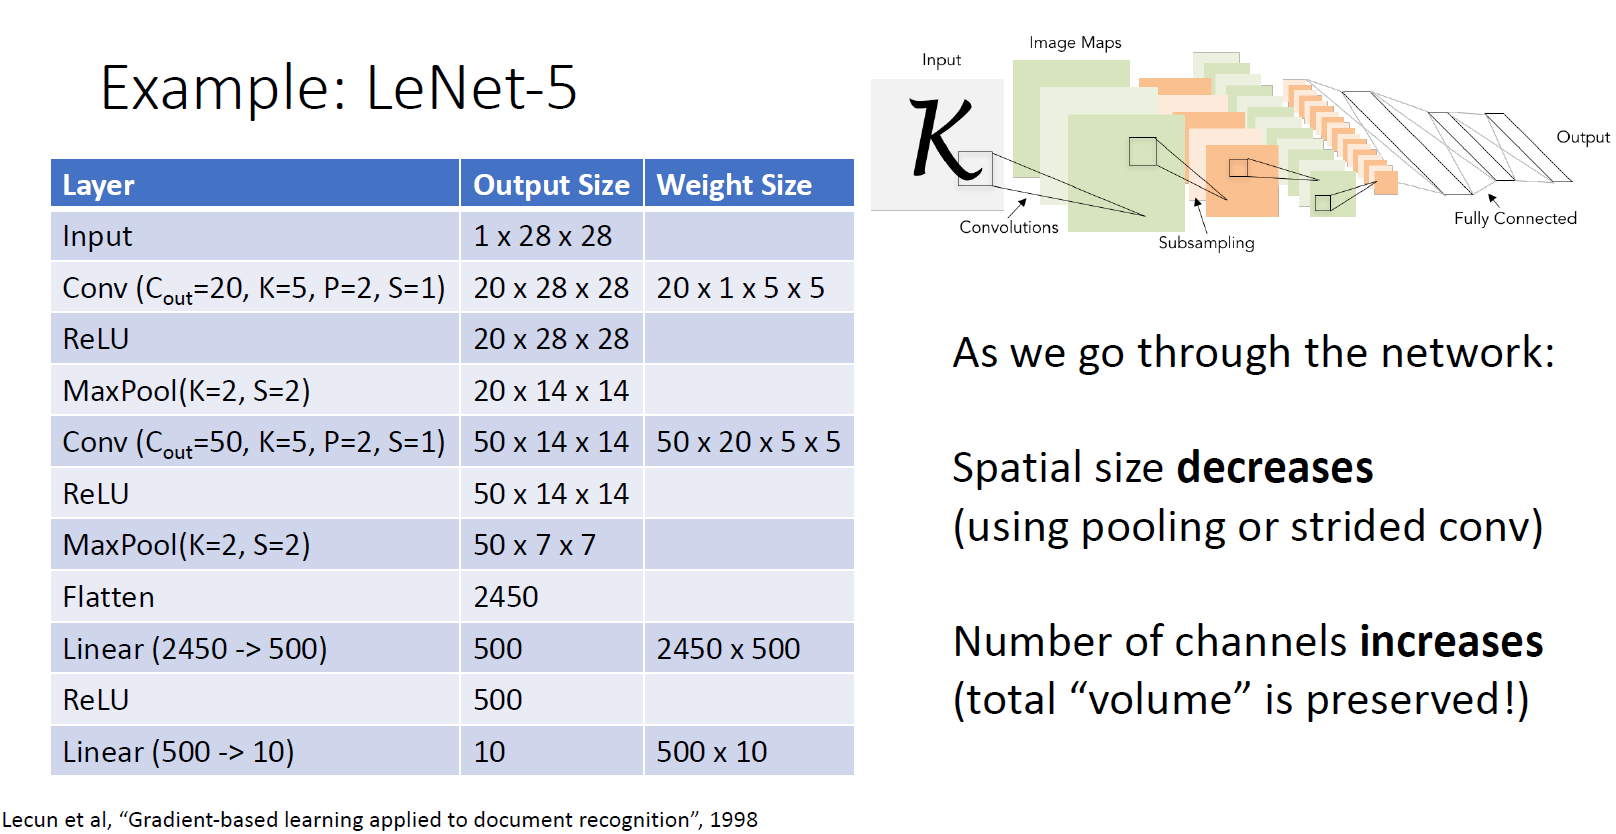 Example: LeNet-5
Input
Image Maps
Output
Convolutions
Subsampling
Fully Connected
Layer Output Size Weight Size
Input 1 x 28 x 28
Conv (Cout=20, K=5, P=2, S=1) 20 x 28 x 28 20 x 1 x 5 x 5
ReLU 20 x 28 x 28
MaxPool(K=2, S=2) 20 x 14 x 14
Conv (Cout=50, K=5, P=2, S=1) 50 x 14 x 14 50 x 20 x 5 x 5
ReLU 50 x 14 x 14
MaxPool(K=2, S=2) 50 x 7 x 7
Flatten 2450
Linear (2450 -> 500) 500 2450 x 500
ReLU 500
Linear (500 -> 10) 10 500 x 10
K
As we go through the network:
Spatial size decreases
(using pooling or strided conv)
Number of channels increases
(total “volume” is preserved!)
Lecun et al, “Gradient-based learning applied to document recognition”, 1998